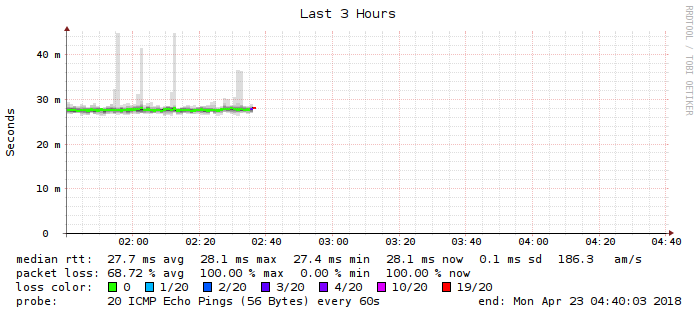 Last 3 Hours
RRDTOOL / TOBI OETIKER
Seconds
40 m
30 m
20 m
10 m
0
02:00 02:20 02:40 03:00 03:20 03:40 04:00 04:20 04:40
median rtt: 27.7 ms avg 28.1 ms max 27.4 ms min 28.1 ms now 0.1 ms sd 186.3 am/s
packet loss: 68.72 % avg 100.00 % max 0.00 % min 100.00 % now
loss color: 0 1/20 2/20 3/20 4/20 10/20 19/20
probe: 20 ICMP Echo Pings (56 Bytes) every 60s end: Mon Apr 23 04:40:03 2018